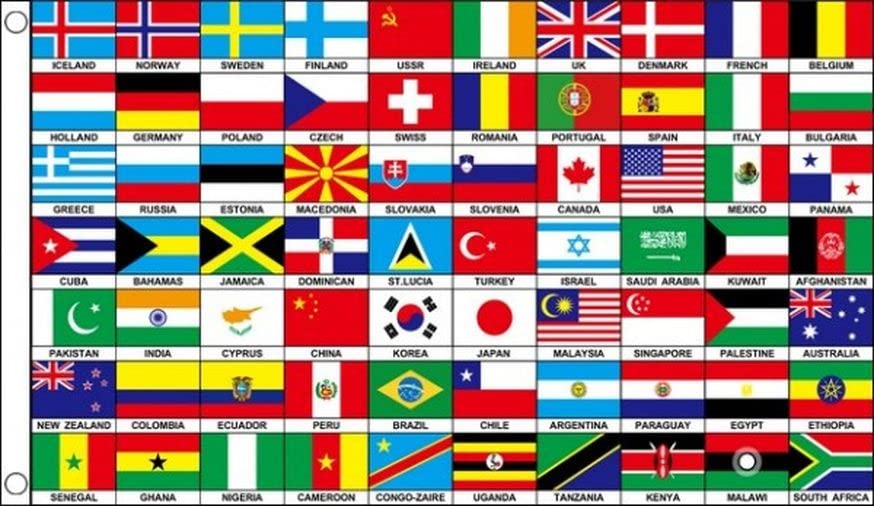 ICELAND NORWAY SWEDEN FINLAND USSR IRELAND UK DENMARK FRENCH BELGIUM
HOLLAND GERMANY POLAND CZECH SWISS ROMANIA PORTUGAL SPAIN ITALY BULGARIA
GREECE RUSSIA ESTONIA MACEDONIA SLOVAKIA SLOVENIA CANADA USA MEXICO PANAMA
CUBA BAHAMAS JAMAICA DOMINICAN ST.LUCIA TURKEY ISRAEL SAUDI ARABIA KUWAIT AFGHANISTAN
PAKISTAN INDIA CYPRUS CHINA KOREA JAPAN MALAYSIA SINGAPORE PALESTINE AUSTRALIA
NEW ZEALAND COLOMBIA ECUADOR PERU BRAZIL CHILE ARGENTINA PARAGUAY EGYPT ETHIOPIA
SENEGAL GHANA NIGERIA CAMEROON CONGO-ZAIRE UGANDA TANZANIA KENYA MALAWI SOUTH AFRICA